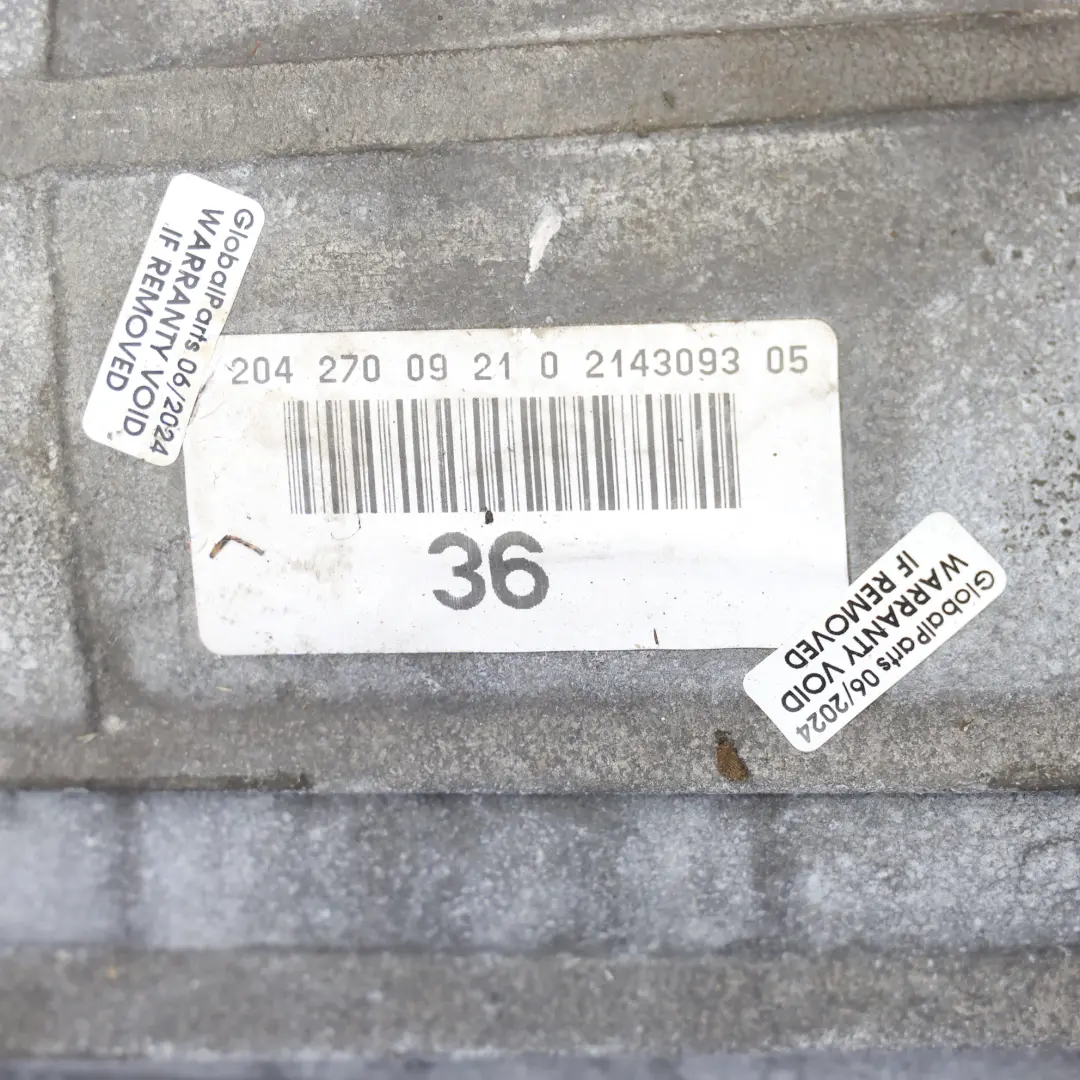 GlobalParts 06/2024
WARRANTY VOID
IF REMOVED
204 270 09 21 0 2143093 05
36
GlobalParts 06/2024
WARRANTY VOID
IF REMOVED